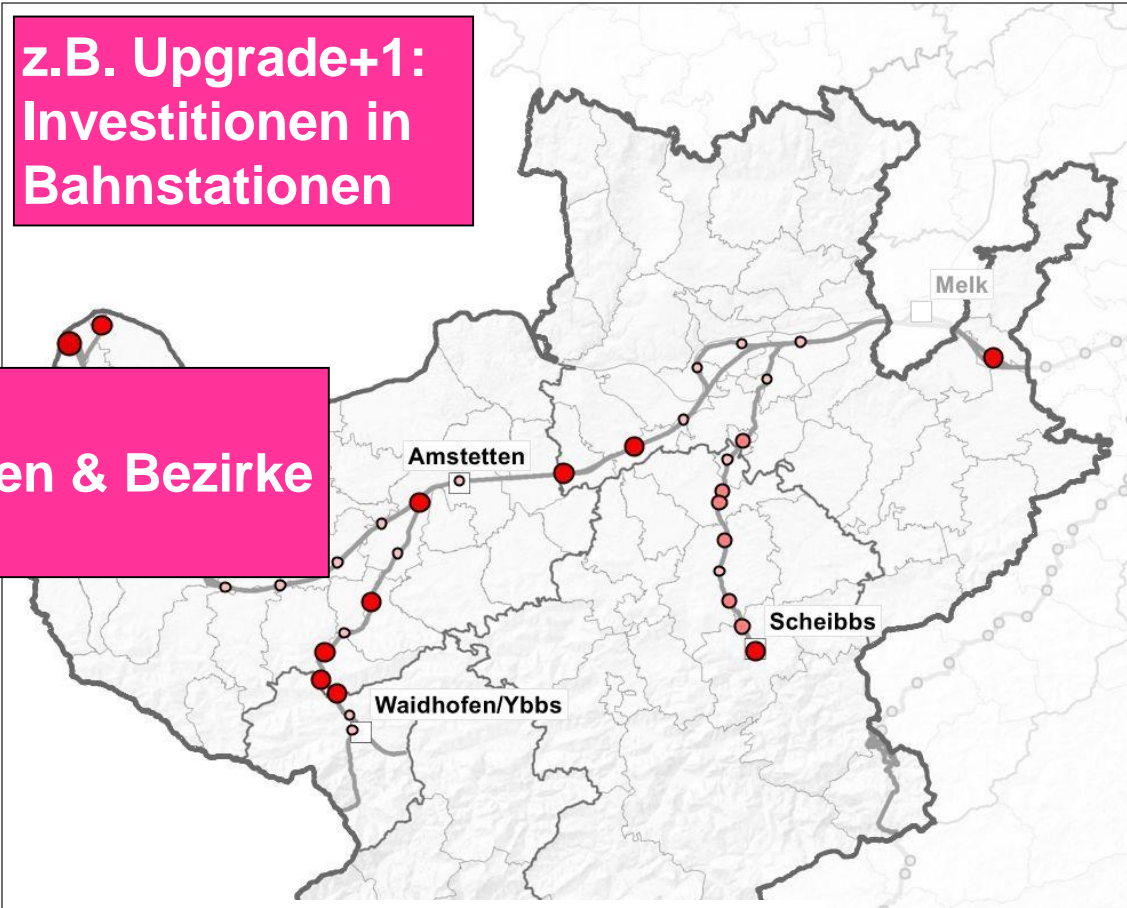 z.B. Upgrade+1:
Investitionen in
Bahnstationen
Melk
en & Bezirke
Amstetten
Scheibbs
Waidhofen/Ybbs